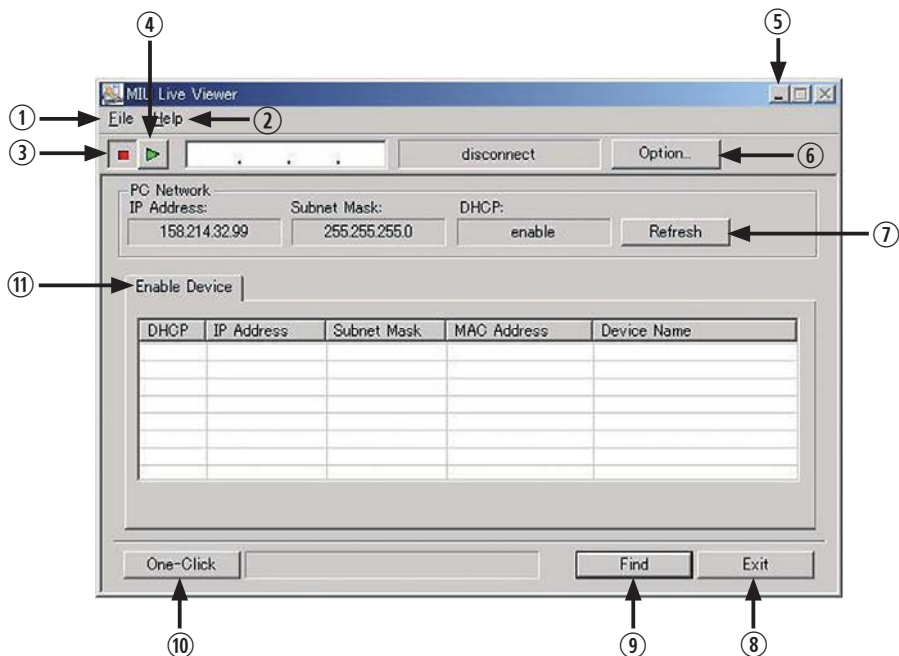 ④ ⑤
MIU Live Viewer
① File Help ②
③ . . . disconnect Option... ⑥
PC Network
IP Address: Subnet Mask: DHCP:
158.214.32.99 255.255.255.0 enable Refresh ⑦
⑪ Enable Device
DHCP IP Address Subnet Mask MAC Address Device Name
One-Click Find Exit
⑩ ⑨ ⑧